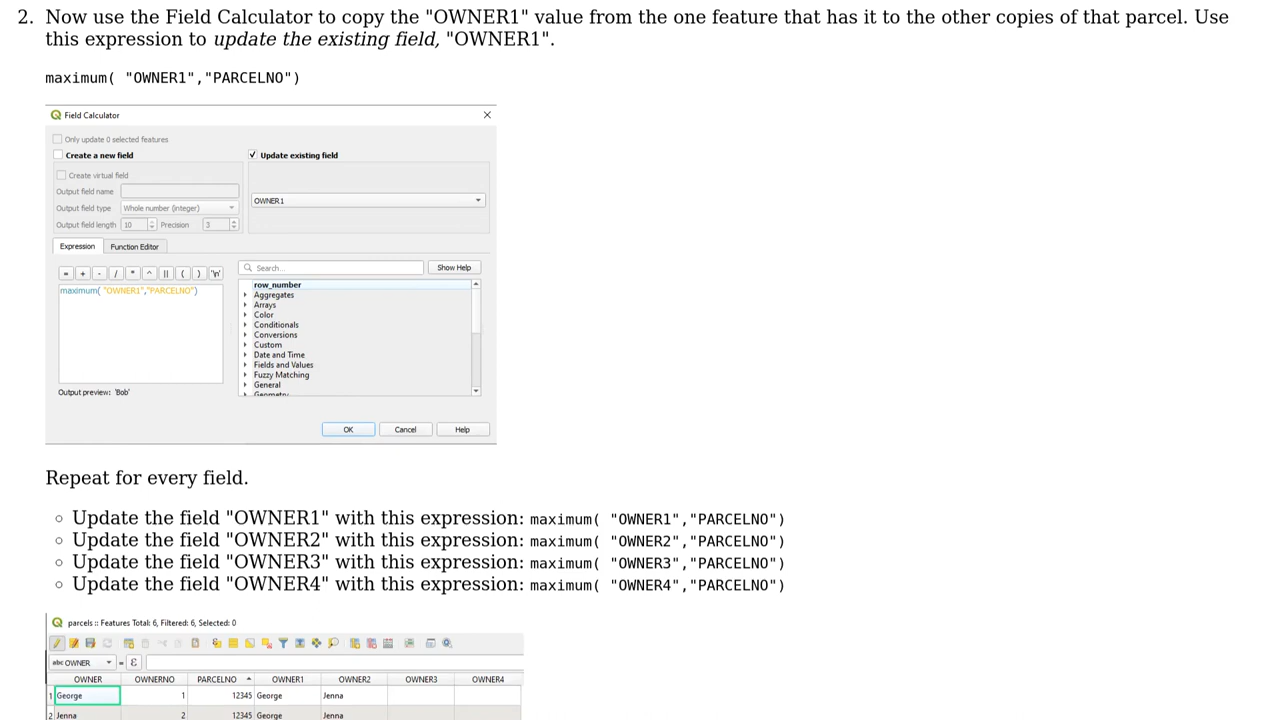 2. Now use the Field Calculator to copy the "OWNER1" value from the one feature that has it to the other copies of that parcel. Use
this expression to update the existing field, "OWNER1".
maximum( "OWNER1","PARCELNO")
Field Calculator
Only update 0 selected features
Create a new field
Update existing field
Create virtual field
Output field name
Output field type Whole number (integer)
Output field length 10 Precision 3
OWNER1
Expression Function Editor
= + - / * ^ || ( ) '\n'
Search... Show Help
maximum( "OWNER1","PARCELNO")
row_number
Aggregates
Arrays
Color
Conditionals
Conversions
Custom
Date and Time
Fields and Values
Fuzzy Matching
General
Geometry
Output preview: 'Bob'
OK Cancel Help
Repeat for every field.
Update the field "OWNER1" with this expression: maximum( "OWNER1","PARCELNO")
Update the field "OWNER2" with this expression: maximum( "OWNER2","PARCELNO")
Update the field "OWNER3" with this expression: maximum( "OWNER3","PARCELNO")
Update the field "OWNER4" with this expression: maximum( "OWNER4","PARCELNO")
parcels :: Features Total: 6, Filtered: 6, Selected: 0
abc OWNER = ε
OWNER OWNERNO PARCELNO OWNER1 OWNER2 OWNER3 OWNER4
1 George 1 12345 George Jenna
2 Jenna 2 12345 George Jenna